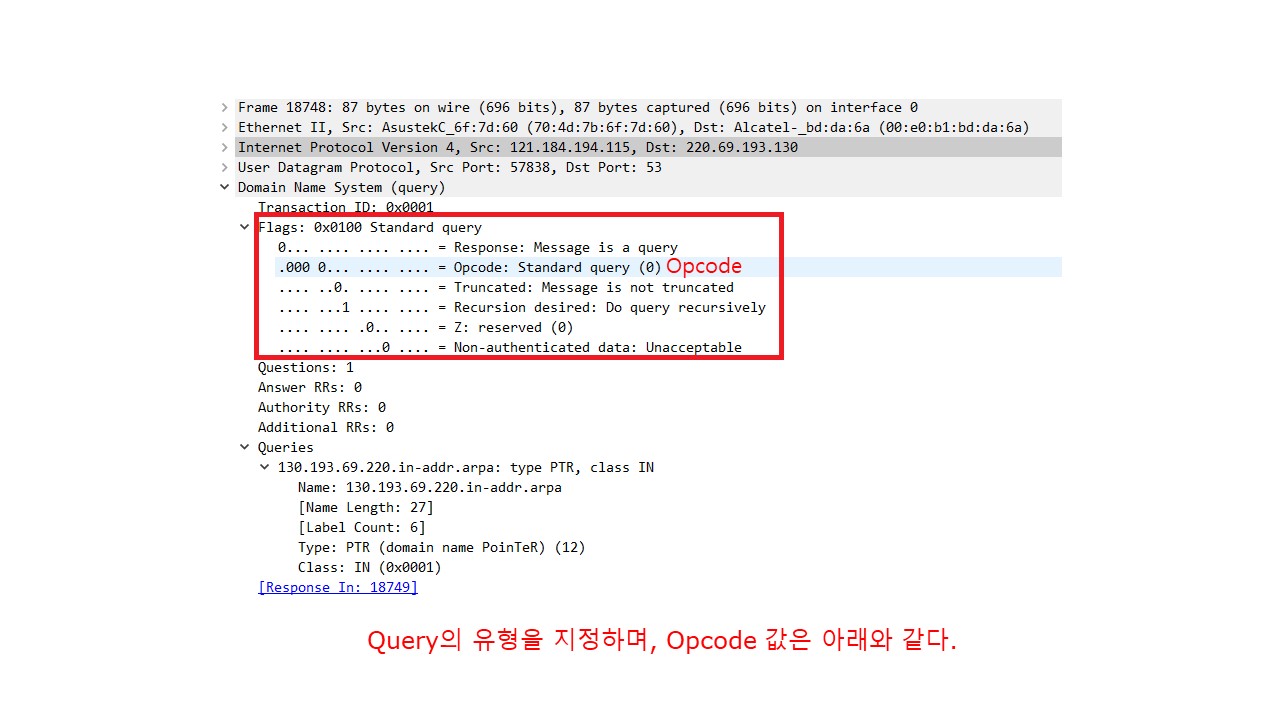 Frame 18748: 87 bytes on wire (696 bits), 87 bytes captured (696 bits) on interface 0
Ethernet II, Src: AsustekC_6f:7d:60 (70:4d:7b:6f:7d:60), Dst: Alcatel-_bd:da:6a (00:e0:b1:bd:da:6a)
Internet Protocol Version 4, Src: 121.184.194.115, Dst: 220.69.193.130
User Datagram Protocol, Src Port: 57838, Dst Port: 53
Domain Name System (query)
Transaction ID: 0x0001
Flags: 0x0100 Standard query
0... .... .... .... = Response: Message is a query
.000 0... .... .... = Opcode: Standard query (0) Opcode
.... ..0. .... .... = Truncated: Message is not truncated
.... ...1 .... .... = Recursion desired: Do query recursively
.... .... .0.. .... = Z: reserved (0)
.... .... ...0 .... = Non-authenticated data: Unacceptable
Questions: 1
Answer RRs: 0
Authority RRs: 0
Additional RRs: 0
Queries
130.193.69.220.in-addr.arpa: type PTR, class IN
Name: 130.193.69.220.in-addr.arpa
[Name Length: 27]
[Label Count: 6]
Type: PTR (domain name PoinTeR) (12)
Class: IN (0x0001)
[Response In: 18749]
Query의 유형을 지정하며, Opcode 값은 아래와 같다.